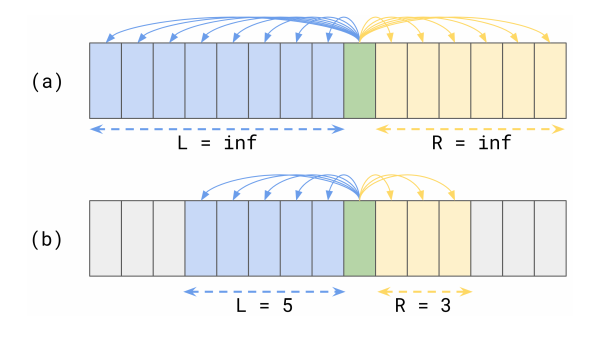 (a)
L = inf
R = inf
(b)
L = 5
R = 3